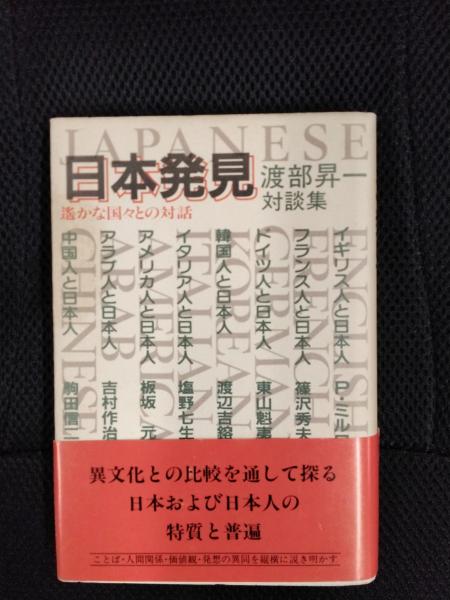 JAPANESE
日本発見
渡部昇一
対談集
遙かな国々との対話
ENGLISH
イギリス人と日本人 P・ミルワ
FRENCH
フランス人と日本人 篠沢秀夫
GERMAN
ドイツ人と日本人 東山魁夷
KOREAN
韓国人と日本人 渡辺吉鎔
ITALIAN
イタリア人と日本人 塩野七生
AMERICAN
アメリカ人と日本人 板坂 元
ARAB
アラブ人と日本人 吉村作治
CHINESE
中国人と日本人 駒田信二
異文化との比較を通して探る
日本および日本人の
特質と普遍
ことば・人間関係・価値観・発想の異同を縦横に説き明かす